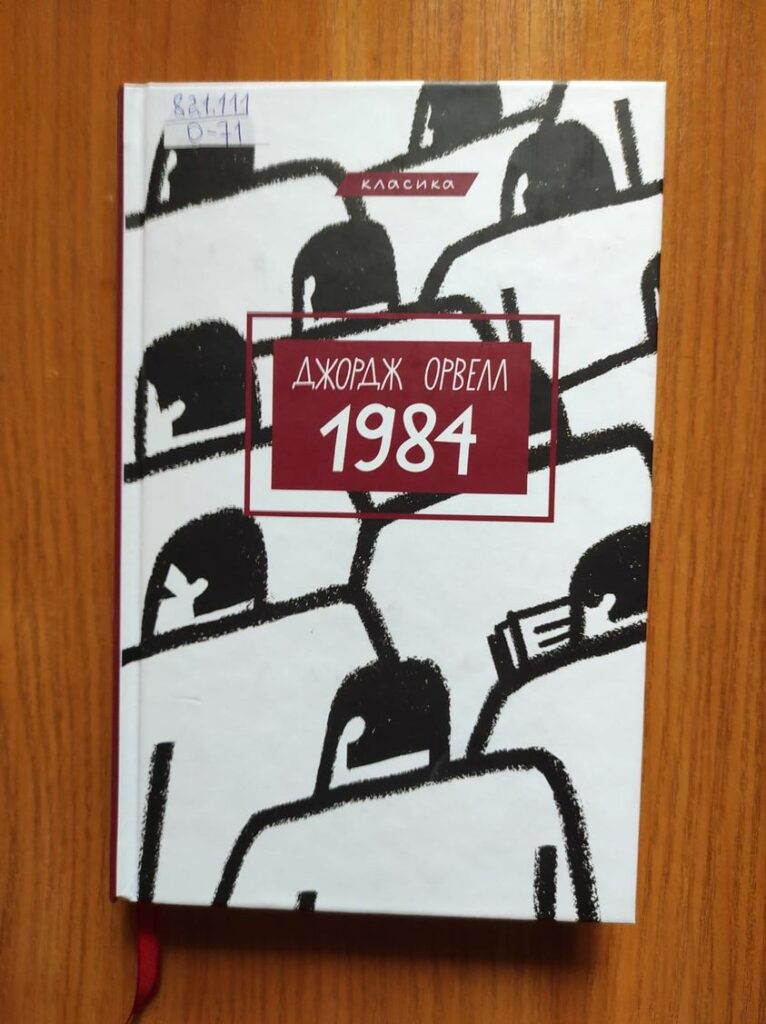 821.111
О-71
класика
ДЖОРДЖ ОРВЕЛЛ
1984